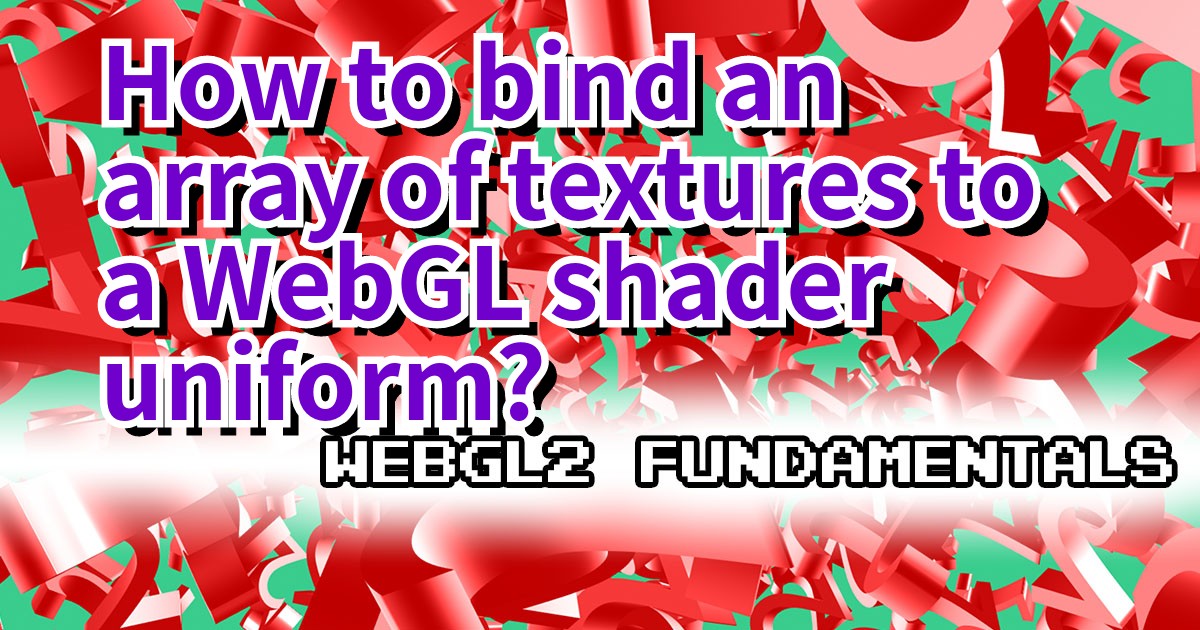 How to bind an
array of textures to
a WebGL shader
uniform?
WEBGL2 FUNDAMENTALS